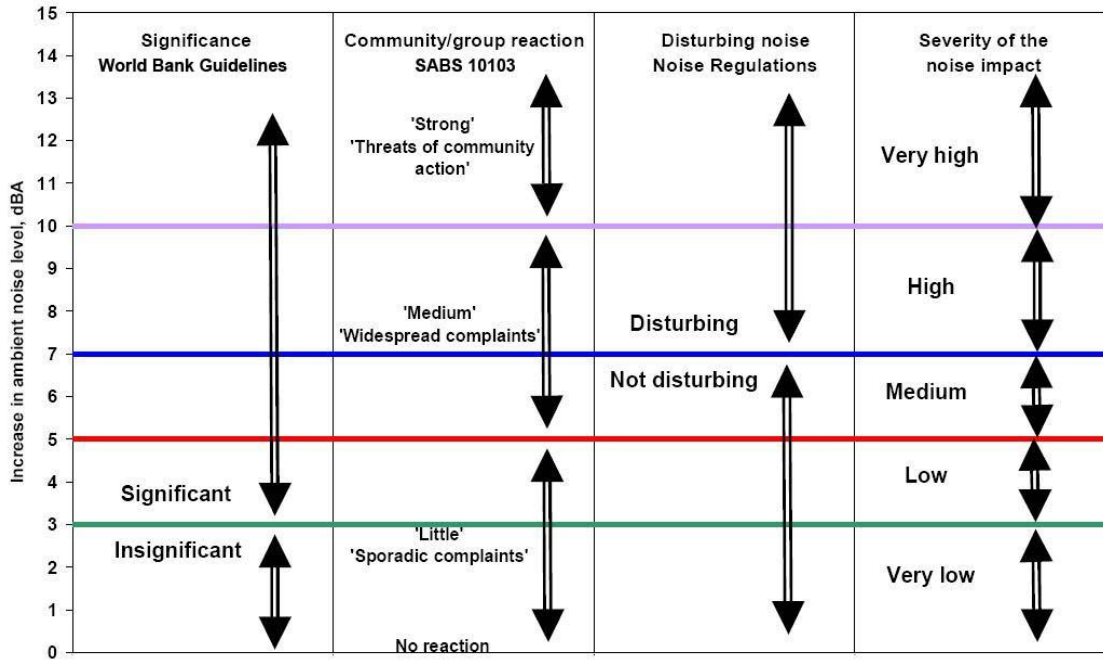 Increase in ambient noise level, dBA
15
14
13
12
11
10
9
8
7
6
5
4
3
2
1
0
Significance
World Bank Guidelines
Significant
Insignificant
Community/group reaction
SABS 10103
'Strong'
'Threats of community
action'
'Medium'
'Widespread complaints'
'Little'
'Sporadic complaints'
No reaction
Disturbing noise
Noise Regulations
Disturbing
Not disturbing
Severity of the
noise impact
Very high
High
Medium
Low
Very low